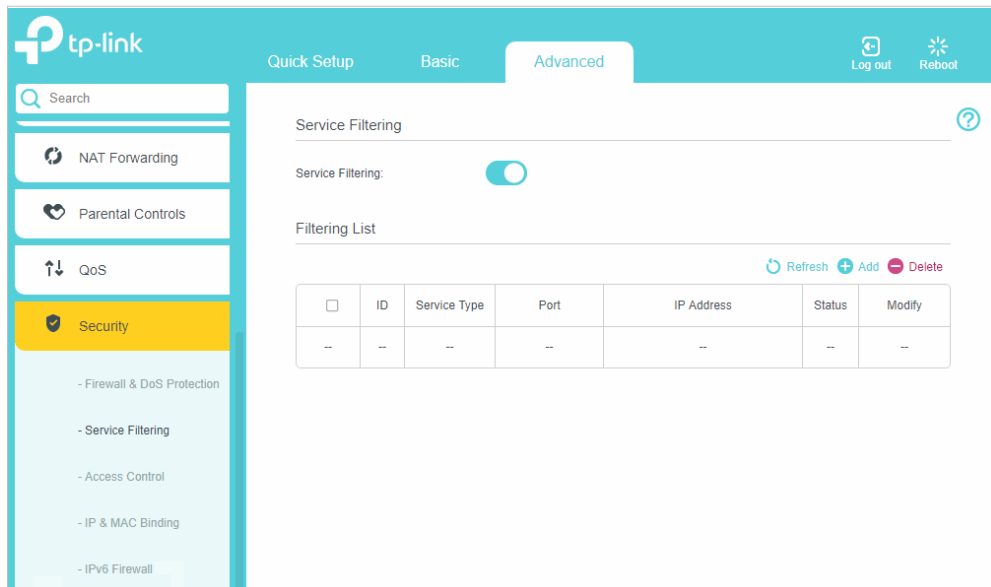 tp-link
Quick Setup Basic Advanced Log out Reboot
Search
NAT Forwarding
Parental Controls
QoS
Security
- Firewall & DoS Protection
- Service Filtering
- Access Control
- IP & MAC Binding
- IPv6 Firewall
Service Filtering
Service Filtering:
Filtering List
Refresh Add Delete
ID Service Type Port IP Address Status Modify
-- -- -- -- -- -- --